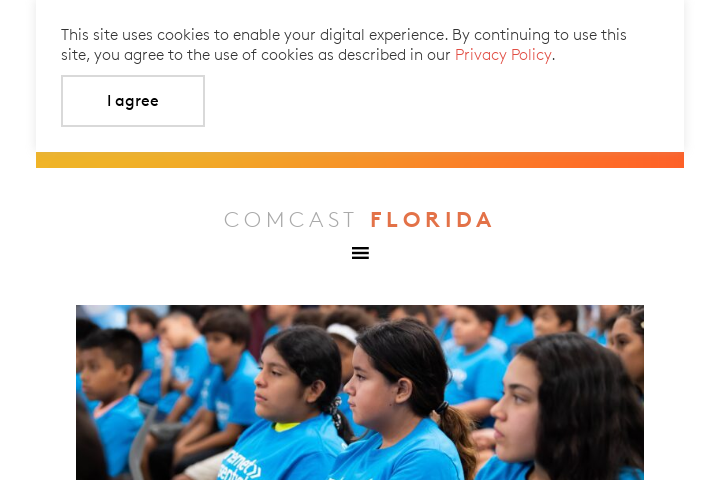 This site uses cookies to enable your digital experience. By continuing to use this
site, you agree to the use of cookies as described in our Privacy Policy.
I agree
COMCAST FLORIDA